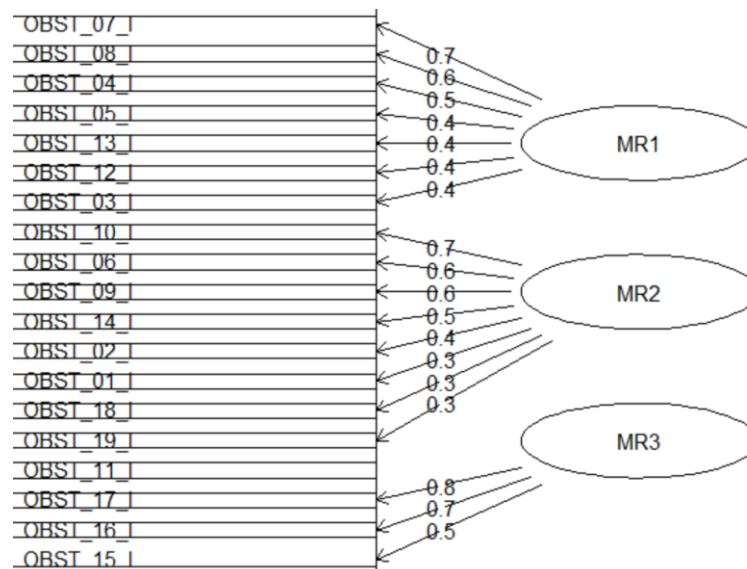 OBST_07_I
0.7
OBST_08_I
0.6
OBST_04_I
0.5
OBST_05_I
0.4
OBST_13_I
0.4
MR1
OBST_12_I
0.4
OBST_03_I
0.4
OBST_10_I
0.7
OBST_06_I
0.6
OBST_09_I
0.6
MR2
OBST_14_I
0.5
OBST_02_I
0.4
OBST_01_I
0.3
OBST_18_I
0.3
OBST_19_I
0.3
MR3
OBST_11_I
OBST_17_I
0.8
OBST_16_I
0.7
OBST_15_I
0.5